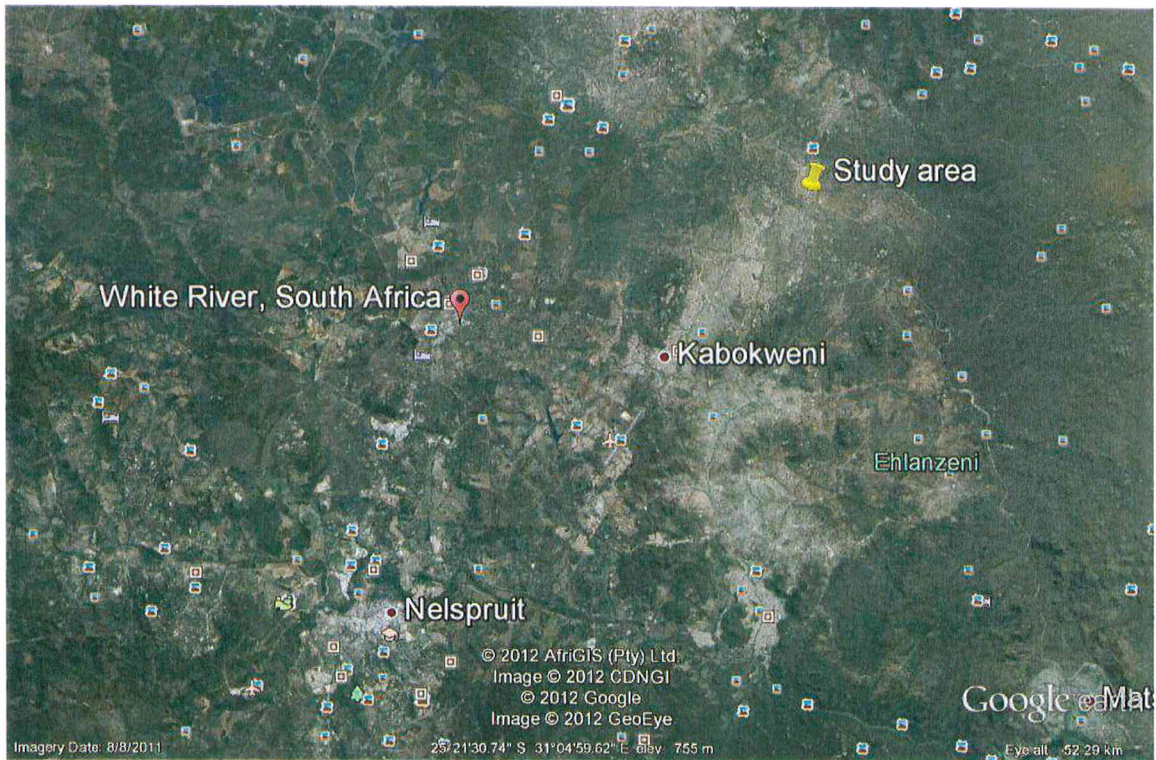 Study area
White River, South Africa
Kabokweni
Ehlanzeni
Nelspruit
© 2012 AfriGIS (Pty) Ltd.
Image © 2012 CDNGI
© 2012 Google
Image © 2012 GeoEye
Google earth
Mats
Imagery Date: 8/8/2011
25°21'30.74" S 31°04'59.62" E elev 755 m
Eye alt 52.29 km